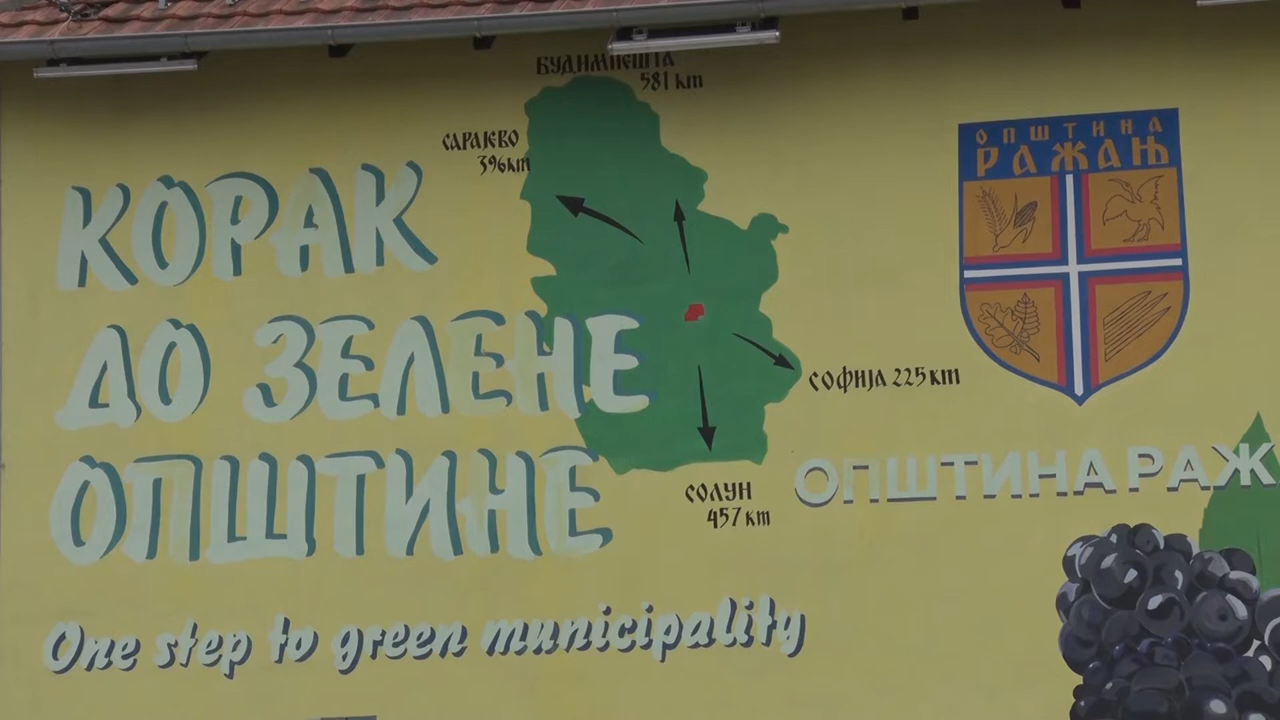 БУДИМПЕШТА
581 km
САРАЈЕВО
396km
КОРАК
ДО ЗЕЛЕНЕ
ОПШТИНЕ
One step to green municipality
СОФИЈА 225 km
СОЛУН
457 km
ОПШТИНА
РАЖАЊ
ОПШТИНА РАЖ